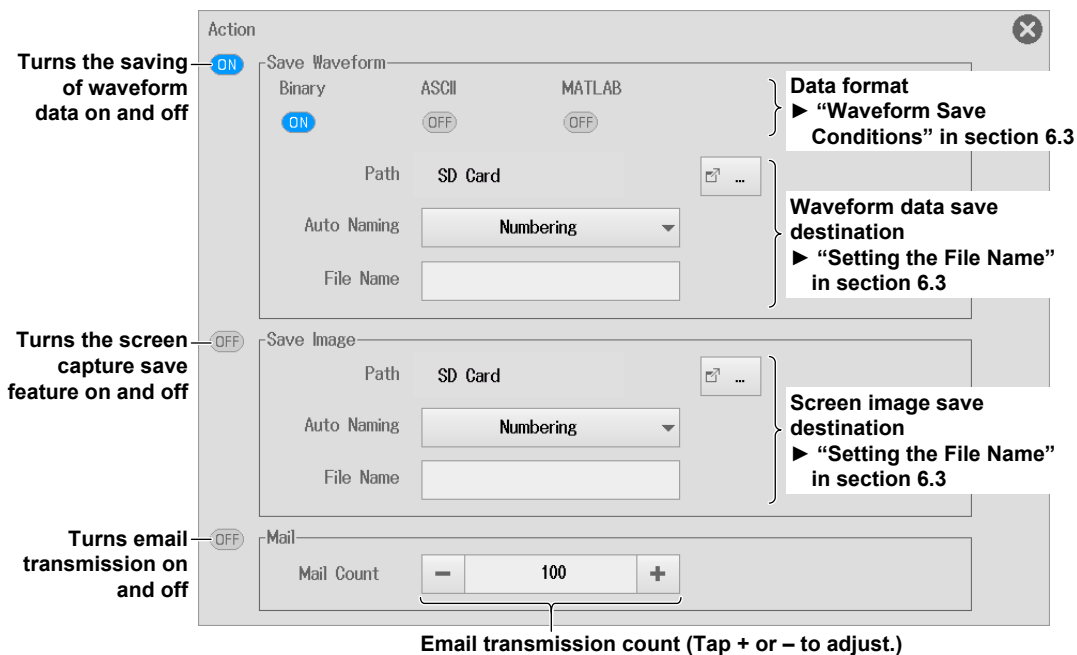 Action
Turns the saving
of waveform
data on and off
ON
Save Waveform
Binary ASCII MATLAB
ON OFF OFF
Data format
► “Waveform Save
Conditions” in section 6.3
Path SD Card ...
Auto Naming Numbering
File Name
Waveform data save
destination
► “Setting the File Name”
in section 6.3
Turns the screen
capture save
feature on and off
OFF
Save Image
Path SD Card ...
Auto Naming Numbering
File Name
Screen image save
destination
► “Setting the File Name”
in section 6.3
Turns email
transmission on
and off
OFF
Mail
Mail Count − 100 +
Email transmission count (Tap + or – to adjust.)